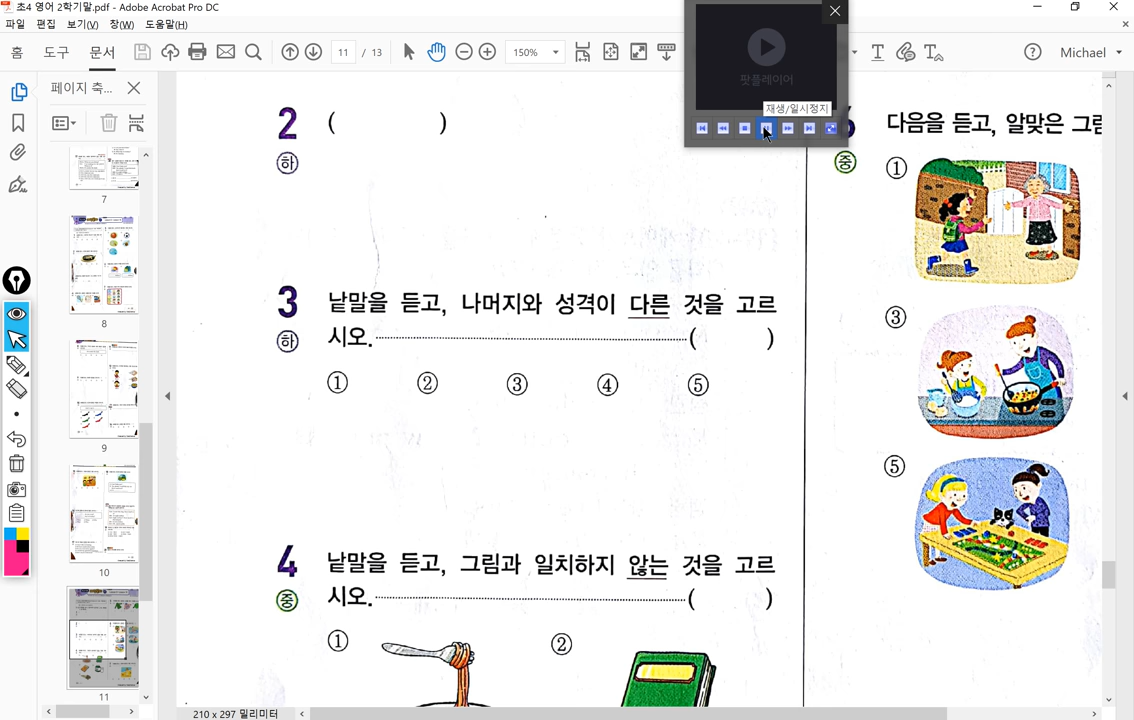 초4 영어 2학기말.pdf - Adobe Acrobat Pro DC
파일 편집 보기(V) 창(W) 도움말(H)
홈 도구 문서 11 / 13 150% Michael
페이지 축...
팟플레이어
재생/일시정지
7
8
9
10
11
2 ( )
하
3 낱말을 듣고, 나머지와 성격이 다른 것을 고르
하 시오. ( )
① ② ③ ④ ⑤
4 낱말을 듣고, 그림과 일치하지 않는 것을 고르
중 시오. ( )
① ②
다음을 듣고, 알맞은 그림
중 ①
③
⑤
210 x 297 밀리미터